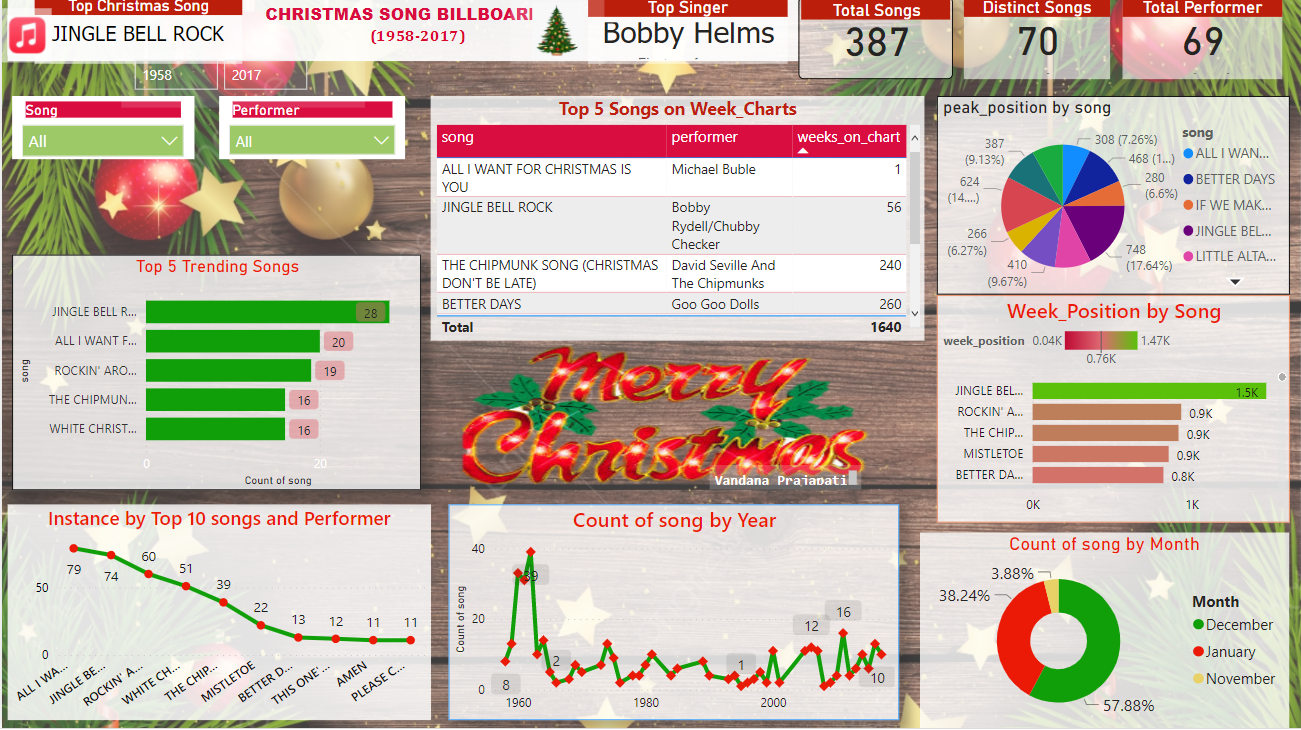 Top Christmas Song
JINGLE BELL ROCK
CHRISTMAS SONG BILLBOARI
(1958-2017)
Top Singer
Bobby Helms
Total Songs
387
Distinct Songs
70
Total Performer
69
1958
2017
Song
All
Performer
All
Top 5 Songs on Week_Charts
song performer weeks_on_chart
ALL I WANT FOR CHRISTMAS IS Michael Buble 1
YOU
JINGLE BELL ROCK Bobby 56
Rydell/Chubby
Checker
THE CHIPMUNK SONG (CHRISTMAS David Seville And 240
DON'T BE LATE) The Chipmunks
BETTER DAYS Goo Goo Dolls 260
Total 1640
peak_position by song
387
(9.13%)
308 (7.26%)
468 (1...)
280
(6.6%)
624
(14....)
266
(6.27%)
410
(9.67%)
748
(17.64%)
song
ALL I WAN...
BETTER DAYS
IF WE MAK...
JINGLE BEL...
LITTLE ALTA...
Top 5 Trending Songs
song
JINGLE BELL R... 28
ALL I WANT F... 20
ROCKIN' ARO... 19
THE CHIPMUN... 16
WHITE CHRIST... 16
0 20
Count of song
Merry
Christmas
Vandana Prajapati
Week_Position by Song
week_position 0.04K 1.47K
0.76K
JINGLE BEL... 1.5K
ROCKIN' A... 0.9K
THE CHIP... 0.9K
MISTLETOE 0.9K
BETTER DA... 0.8K
0K 1K
Instance by Top 10 songs and Performer
50
0
79 74 60 51 39 22 13 12 11 11
ALL I WA... JINGLE BE... ROCKIN' A... WHITE CH... THE CHIP... MISTLETOE BETTER D... THIS ONE'... AMEN PLEASE C...
Count of song by Year
Count of song
40
20
0
8 39 2 1 12 16 10
1960 1980 2000
Count of song by Month
3.88%
38.24%
57.88%
Month
December
January
November